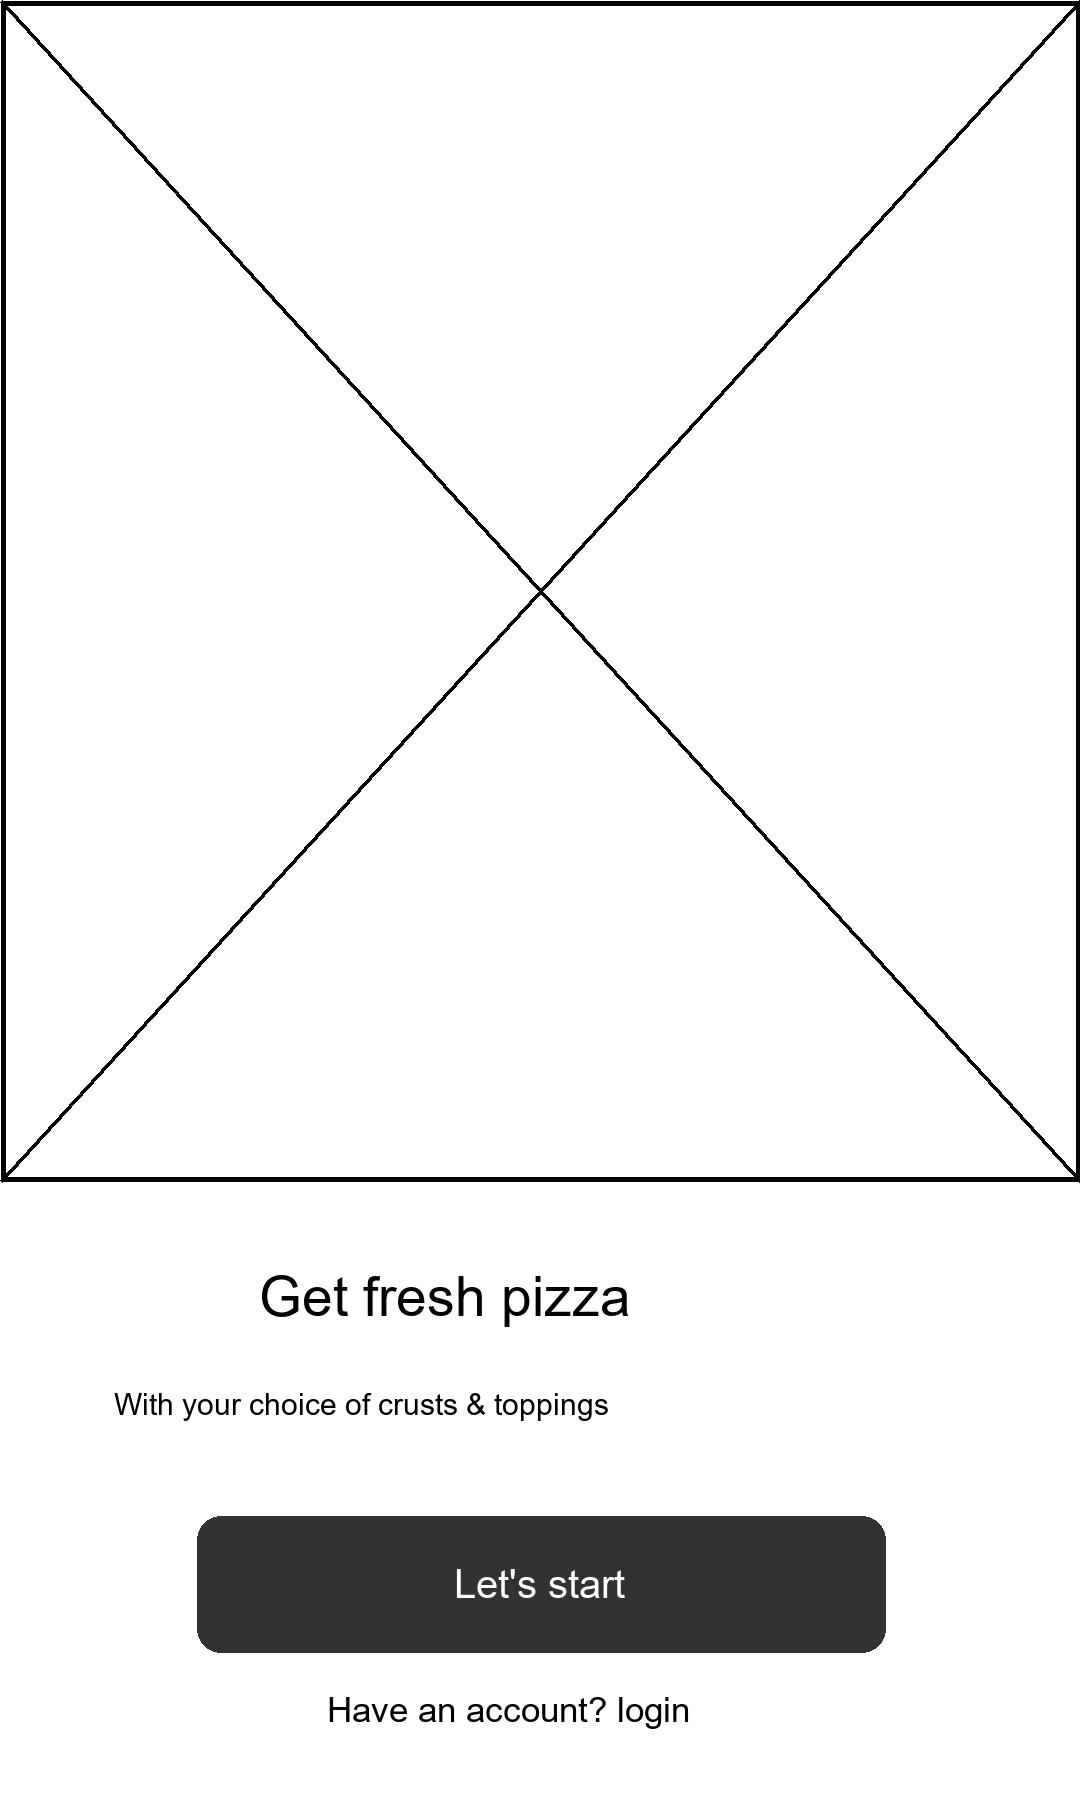 Get fresh pizza
With your choice of crusts & toppings
Let's start
Have an account? login